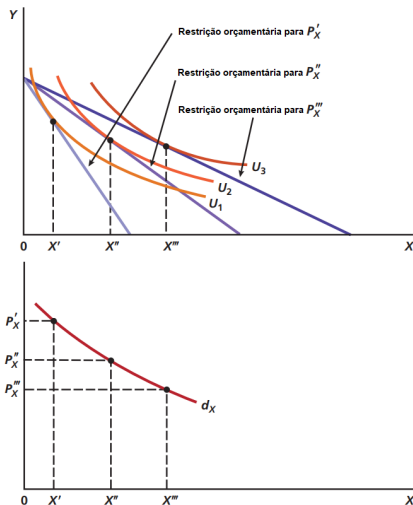 Y
Restrição orçamentária para P'X
Restrição orçamentária para P''X
Restrição orçamentária para P'''X
U3
U2
U1
0 X' X'' X''' X
P'X
P''X
P'''X
dX
0 X' X'' X''' X